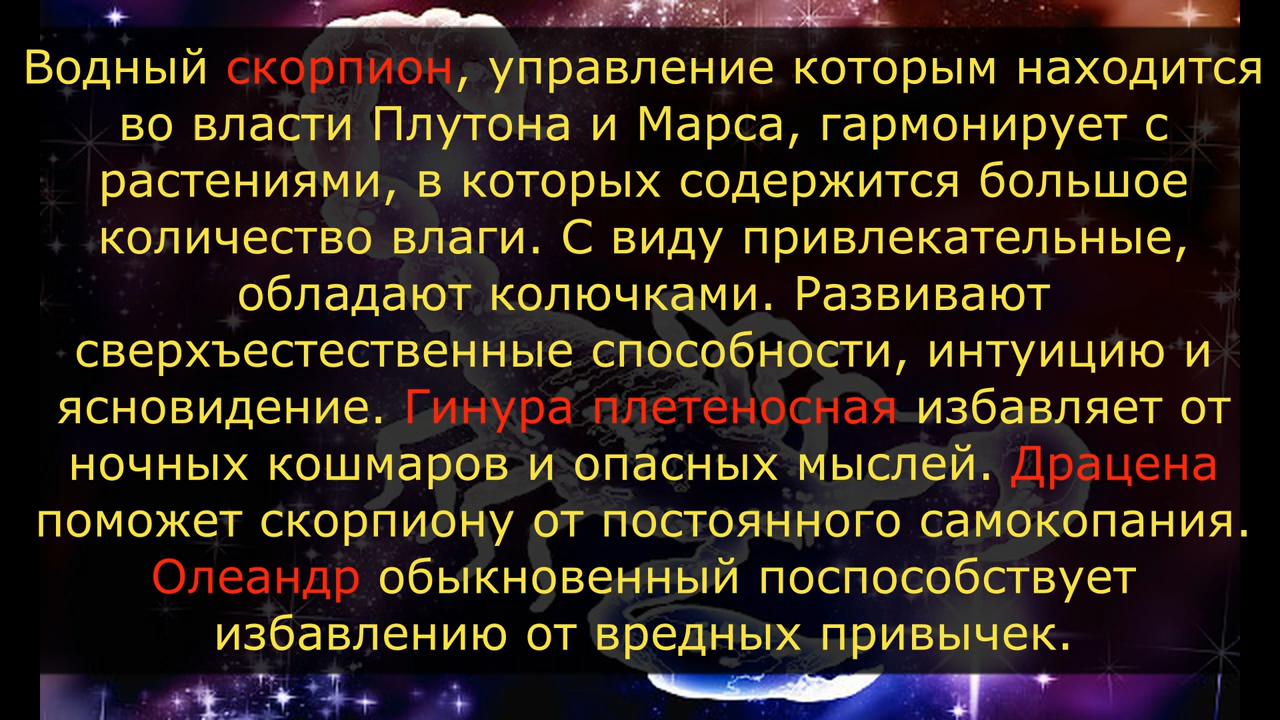 Водный скорпион, управление которым находится
во власти Плутона и Марса, гармонирует с
растениями, в которых содержится большое
количество влаги. С виду привлекательные,
обладают колючками. Развивают
сверхъестественные способности, интуицию и
ясновидение. Гинура плетеносная избавляет от
ночных кошмаров и опасных мыслей. Драцена
поможет скорпиону от постоянного самокопания.
Олеандр обыкновенный поспособствует
избавлению от вредных привычек.